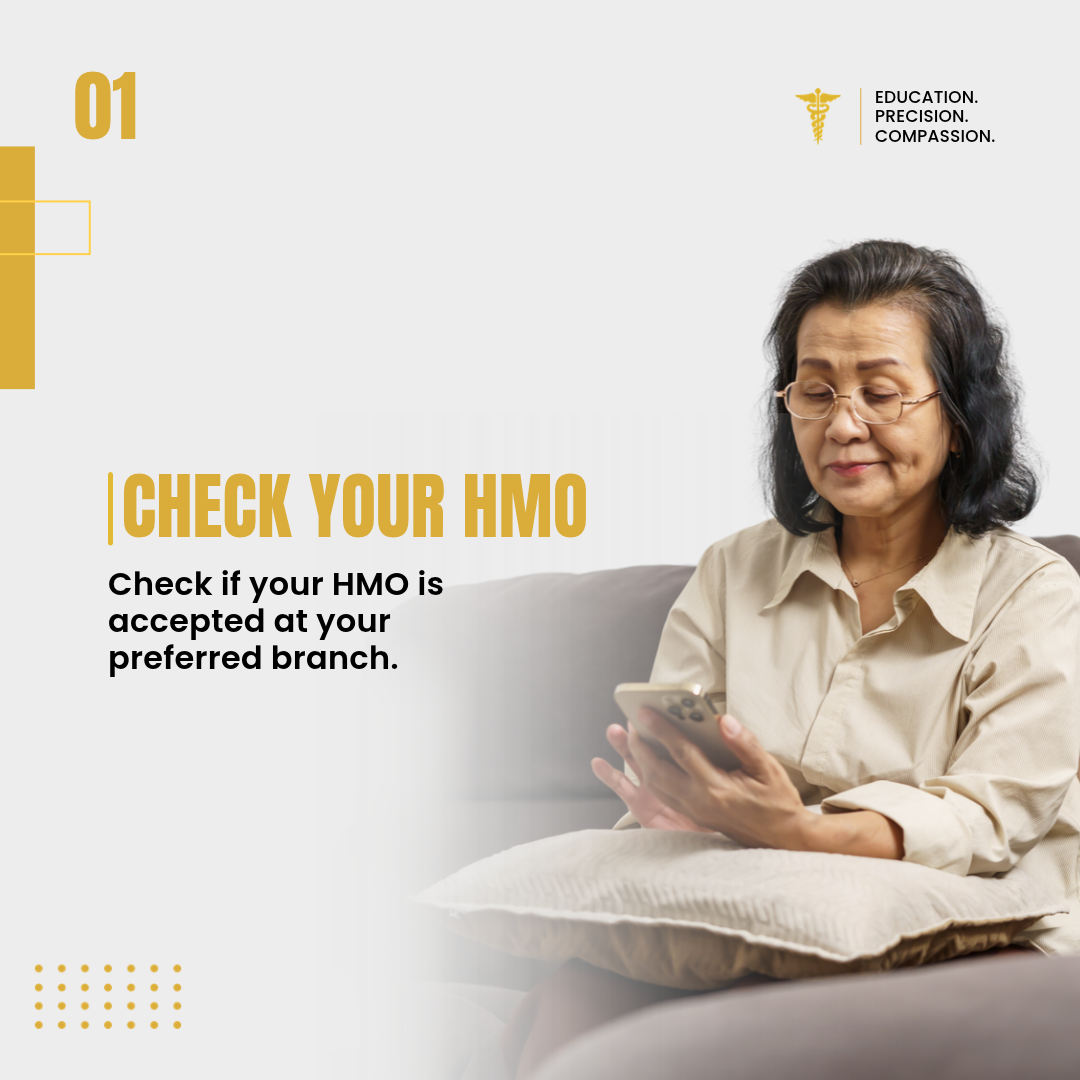 01
EDUCATION.
PRECISION.
COMPASSION.
CHECK YOUR HMO
Check if your HMO is
accepted at your
preferred branch.